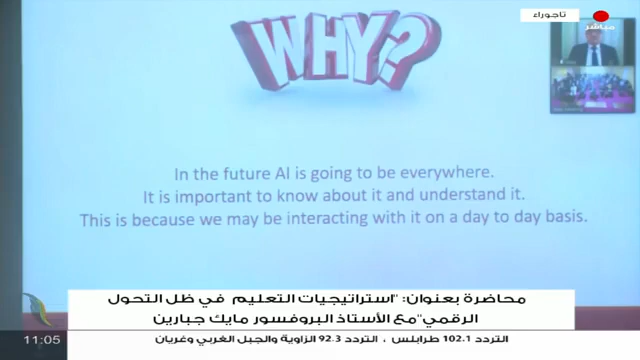 تاجوراء
مباشر
WHY?
In the future AI is going to be everywhere.
It is important to know about it and understand it.
This is because we may be interacting with it on a day to day basis.
محاضرة بعنوان: "استراتيجيات التعليم في ظل التحول
الرقمي" مع الأستاذ البروفسور مايك جبارين
11:05
التردد 102.1 طرابلس ، التردد 92.3 الزاوية والجبل الغربي وغريان